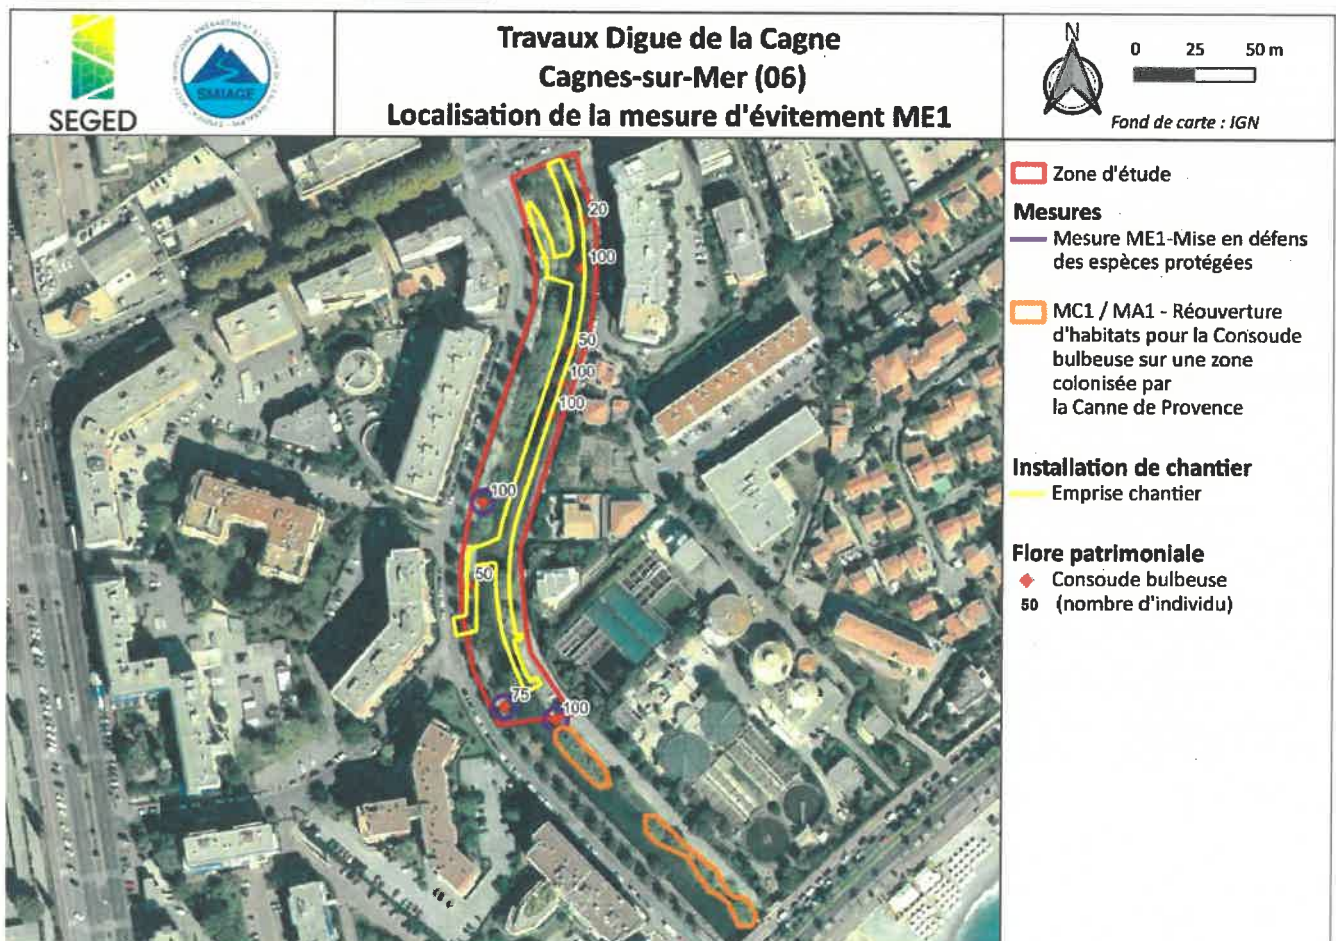 SEGED
SMIAGE
Travaux Digue de la Cagne
Cagnes-sur-Mer (06)
Localisation de la mesure d'évitement ME1
N
0 25 50 m
Fond de carte : IGN
20
100
50
100
100
100
50
75
100
Zone d'étude
Mesures
Mesure ME1-Mise en défens
des espèces protégées
MC1 / MA1 - Réouverture
d'habitats pour la Consoude
bulbeuse sur une zone
colonisée par
la Canne de Provence
Installation de chantier
Emprise chantier
Flore patrimoniale
Consoude bulbeuse
50 (nombre d'individu)